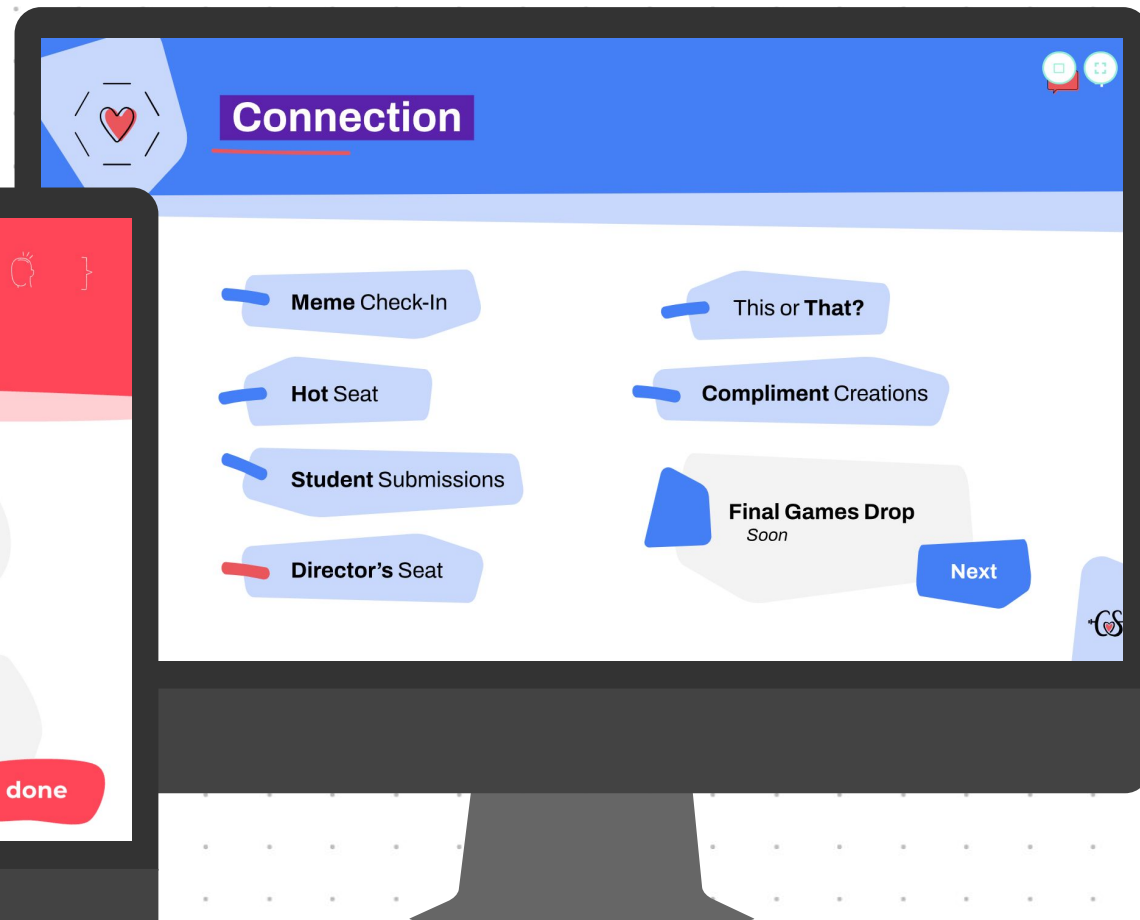 Connection
Meme Check-In
Hot Seat
Student Submissions
Director’s Seat
This or That?
Compliment Creations
Final Games Drop
Soon
Next
done